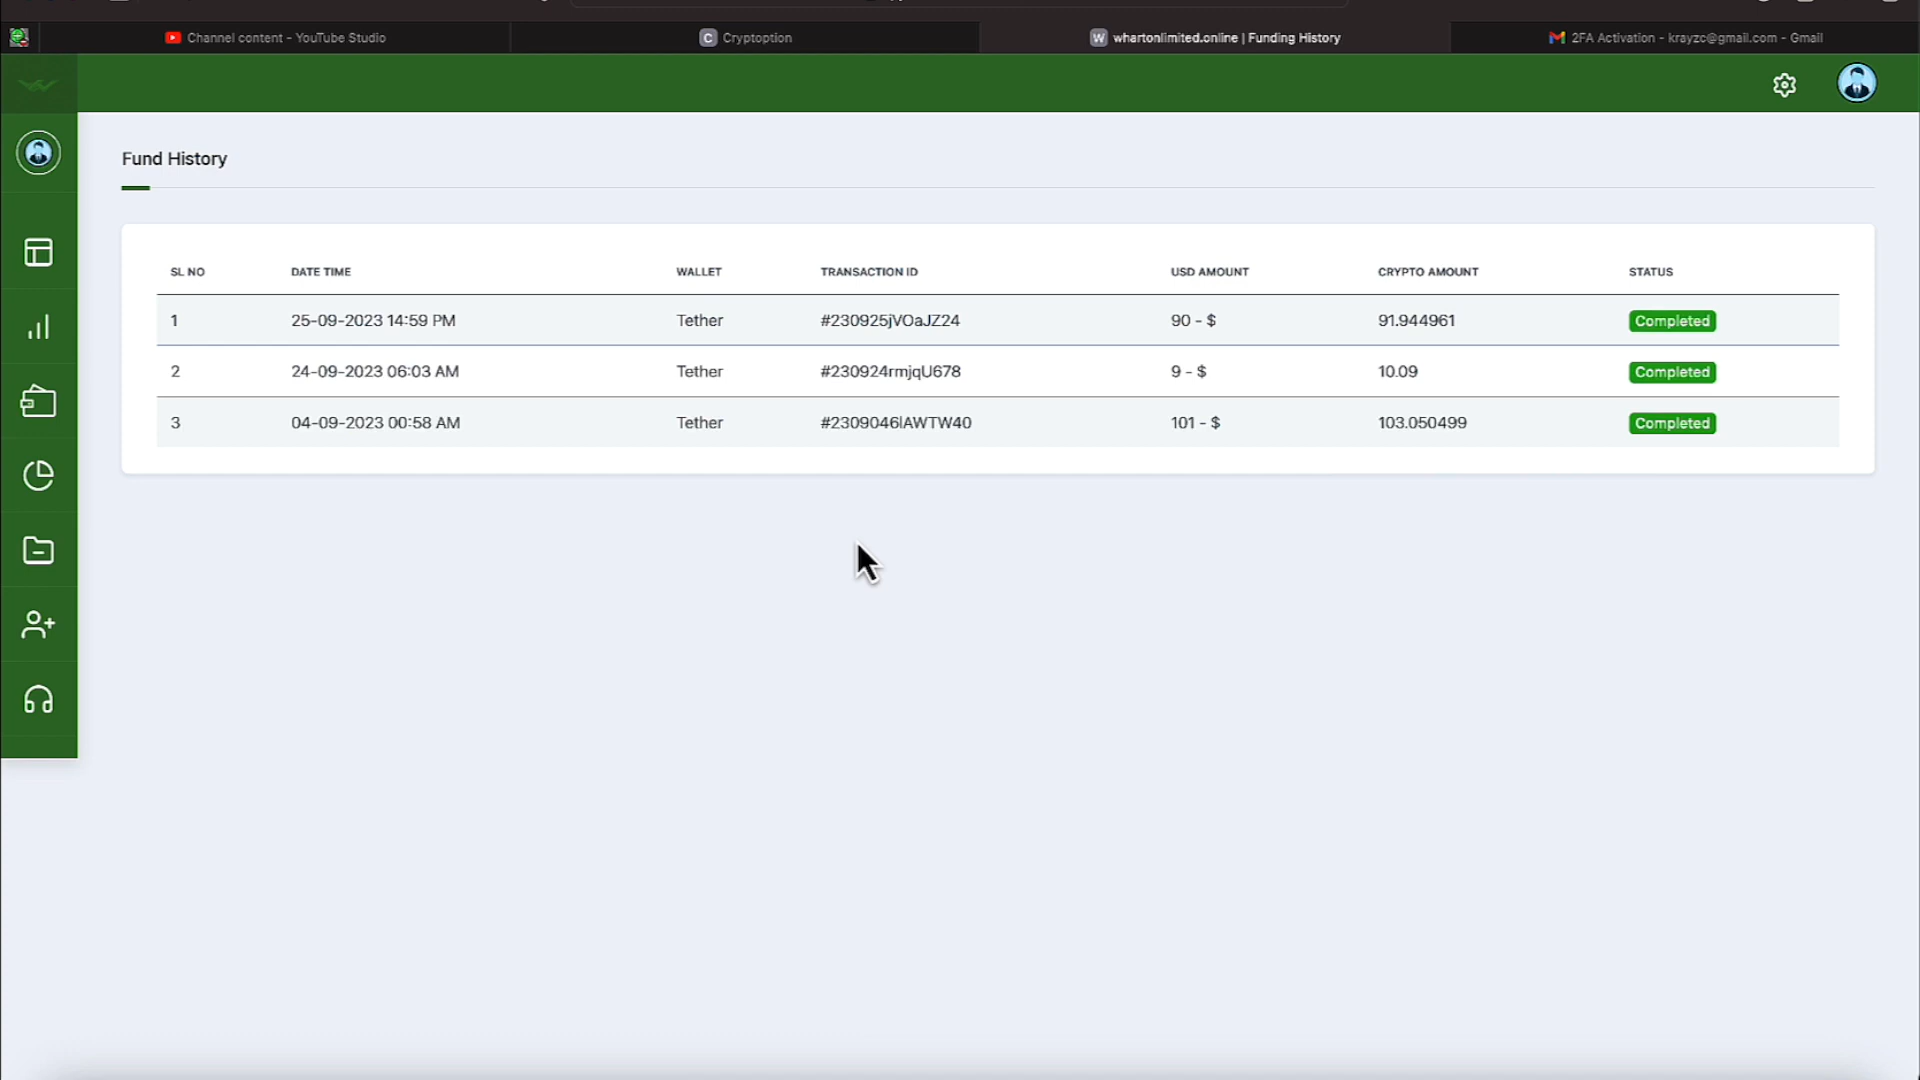 Channel content - YouTube Studio
C Cryptoption
W whartonlimited.online | Funding History
2FA Activation - krayzc@gmail.com - Gmail
Fund History
SL NO DATE TIME WALLET TRANSACTION ID USD AMOUNT CRYPTO AMOUNT STATUS
1 25-09-2023 14:59 PM Tether #230925jVOaJZ24 90 - $ 91.944961 Completed
2 24-09-2023 06:03 AM Tether #230924rmjqU678 9 - $ 10.09 Completed
3 04-09-2023 00:58 AM Tether #2309046lAWTW40 101 - $ 103.050499 Completed